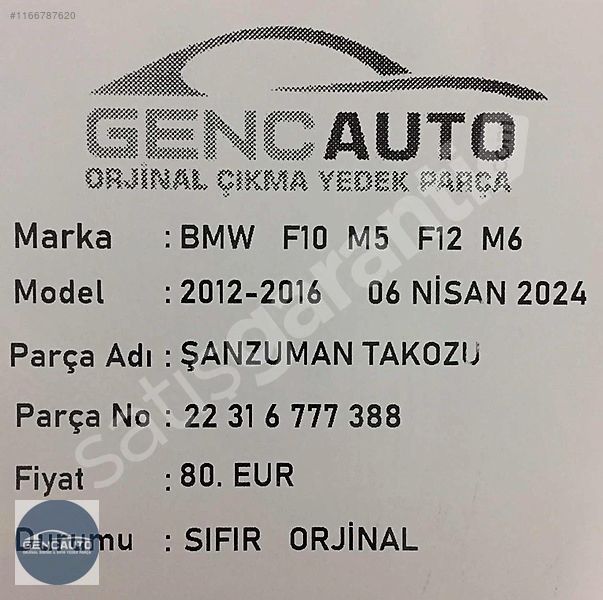 #1166787620
GENCAUTO
ORJİNAL ÇIKMA YEDEK PARÇA
Marka : BMW F10 M5 F12 M6
Model : 2012-2016 06 NİSAN 2024
Parça Adı : ŞANZUMAN TAKOZU
Parça No : 22 31 6 777 388
Fiyat : 80. EUR
Durumu : SIFIR ORJİNAL
GENCAUTO
satışgaranti